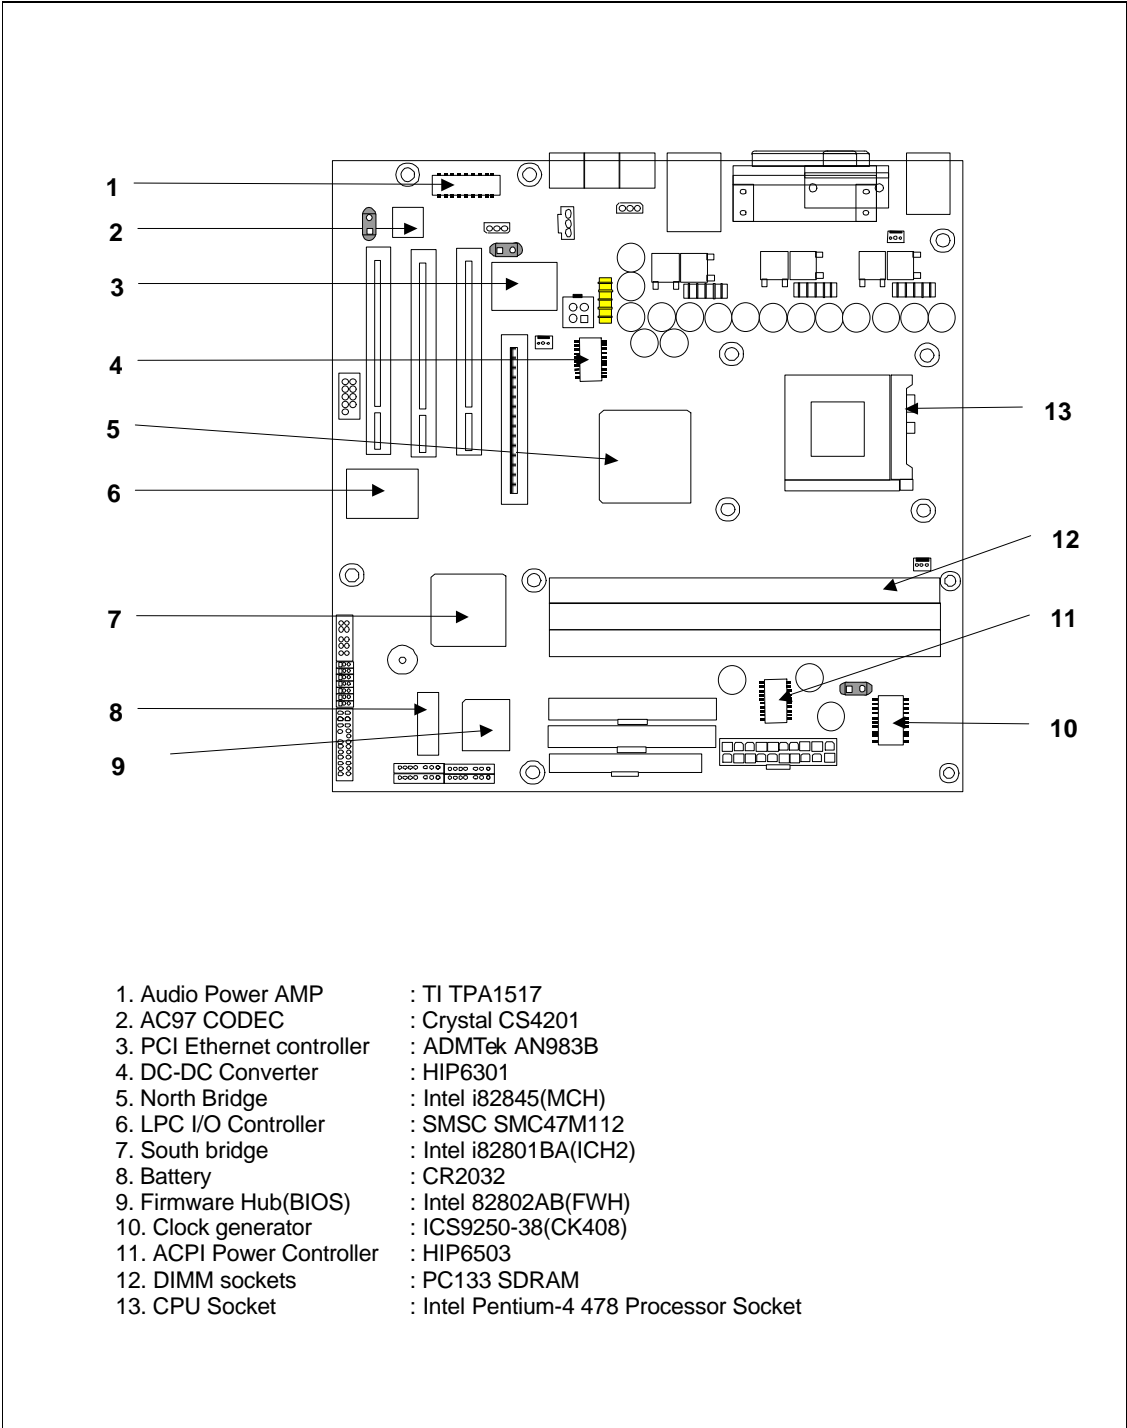 1
2
3
4
5
6
7
8
9
10
11
12
13
1. Audio Power AMP : TI TPA1517
2. AC97 CODEC : Crystal CS4201
3. PCI Ethernet controller : ADMTek AN983B
4. DC-DC Converter : HIP6301
5. North Bridge : Intel i82845(MCH)
6. LPC I/O Controller : SMSC SMC47M112
7. South bridge : Intel i82801BA(ICH2)
8. Battery : CR2032
9. Firmware Hub(BIOS) : Intel 82802AB(FWH)
10. Clock generator : ICS9250-38(CK408)
11. ACPI Power Controller : HIP6503
12. DIMM sockets : PC133 SDRAM
13. CPU Socket : Intel Pentium-4 478 Processor Socket